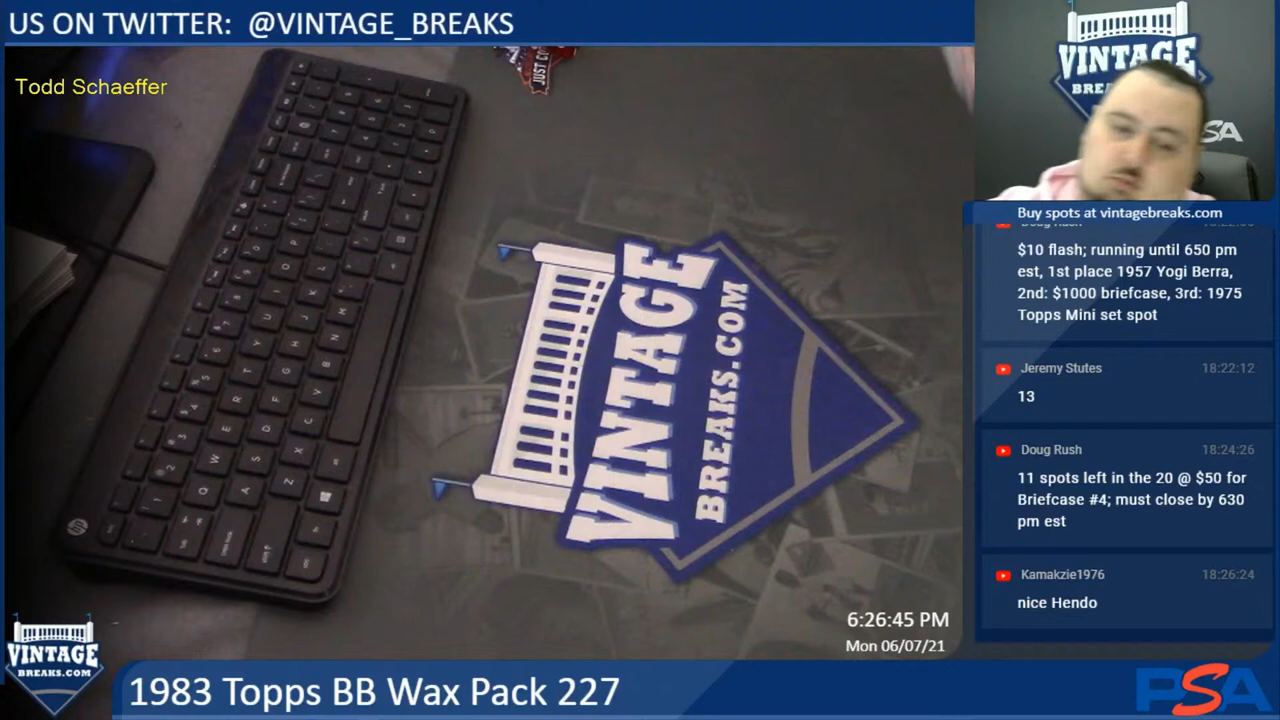 US ON TWITTER: @VINTAGE_BREAKS
Todd Schaeffer
JUST
VINTAGE
BREAKS.COM
VINTAGE
BREA
SA
Buy spots at vintagebreaks.com
$10 flash; running until 650 pm
est, 1st place 1957 Yogi Berra,
2nd: $1000 briefcase, 3rd: 1975
Topps Mini set spot
Jeremy Stutes 18:22:12
13
Doug Rush 18:24:26
11 spots left in the 20 @ $50 for
Briefcase #4; must close by 630
pm est
Kamakzie1976 18:26:24
nice Hendo
6:26:45 PM
Mon 06/07/21
VINTAGE
BREAKS.COM
1983 Topps BB Wax Pack 227
PSA